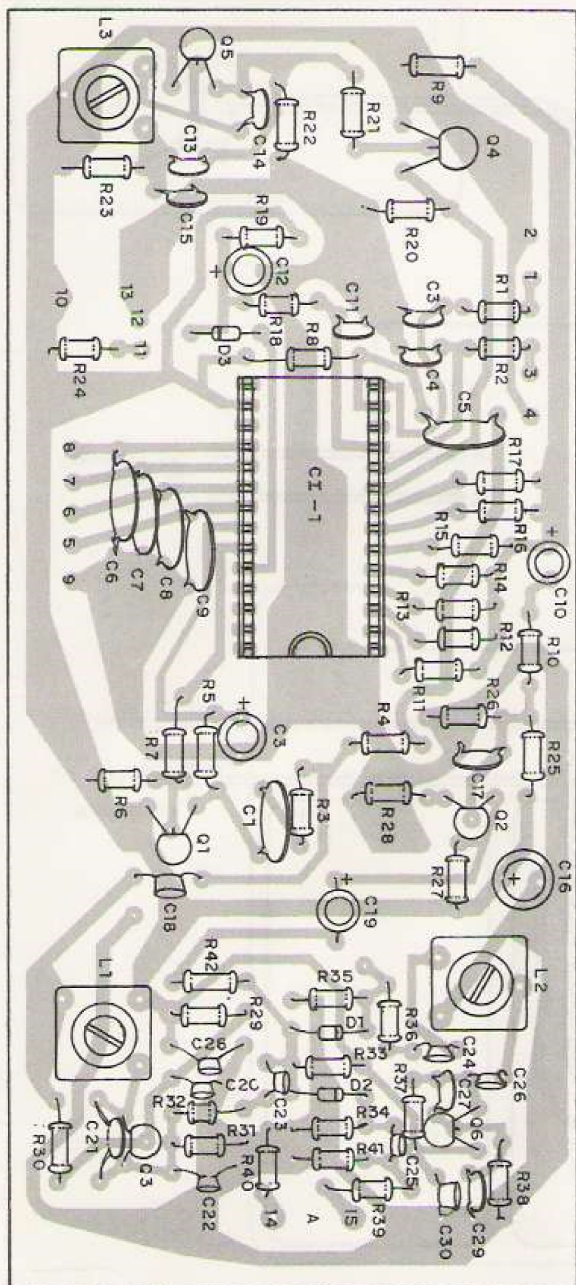 L3
Q5
R9
R22
R21
C14
Q4
C13
R23
C15
R19
R20
2
+
C12
1
10
13
12
11
R18
C11
C3
R1
D3
R8
C4
R2
3
R24
4
C5
8
7
6
5
9
CI-1
R17
R16
R15
+
C10
C6
C7
C8
C9
R14
R13
R12
R10
R11
R5
+
C3
R4
R26
R7
R25
R6
C17
C1
R3
R28
Q2
Q1
R27
C16
+
C18
+
C19
L1
L2
R42
R35
R29
D1
R36
C28
R33
C24
C26
C20
R37
C27
R32
C23
D2
Q6
R34
R31
R30
C21
Q3
R41
C25
R40
R38
C22
14
A
15
R39
C30
C29